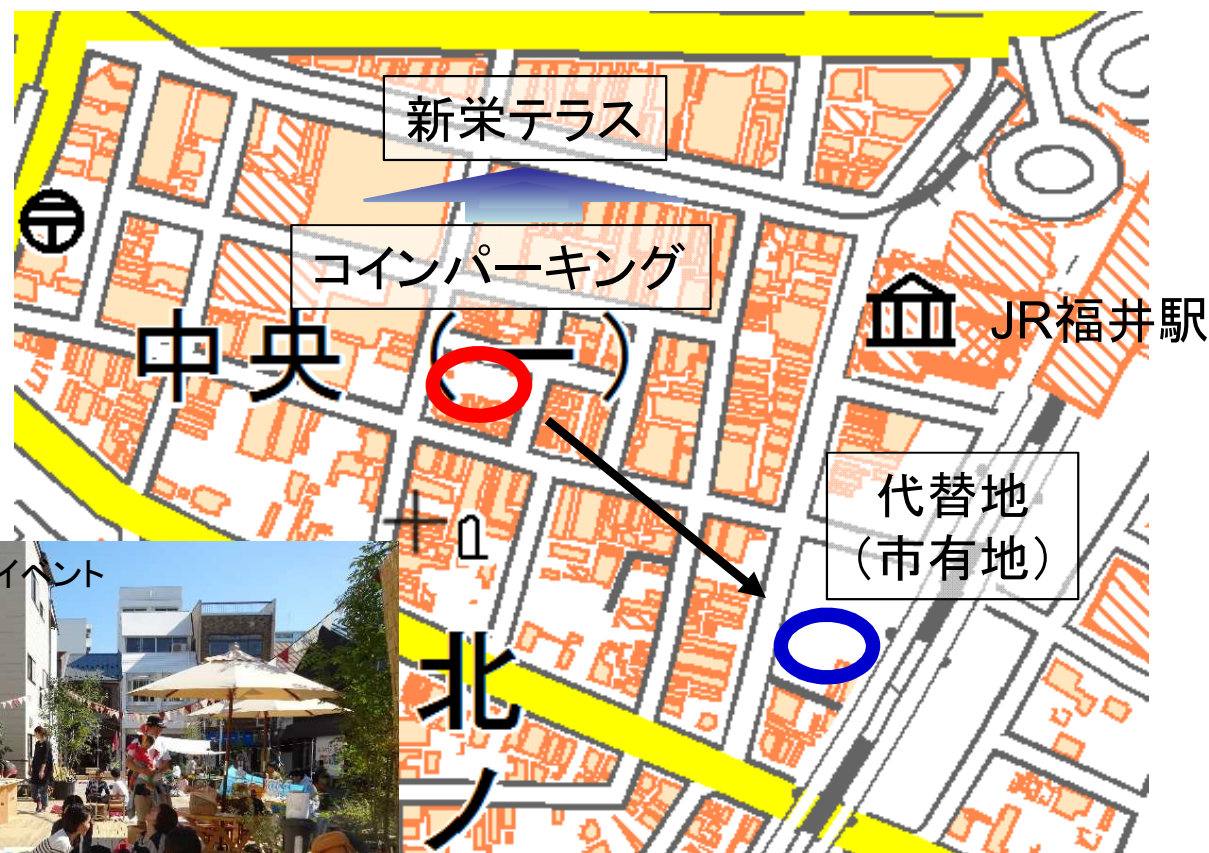 新栄テラス
コインパーキング
JR福井駅
中央（一）
代替地
（市有地）
イベント
北ノ